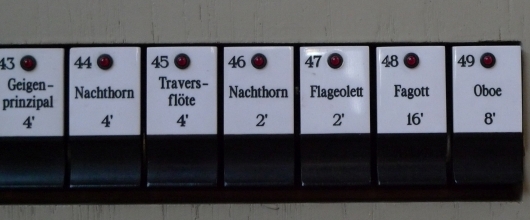 43
Geigen-
prinzipal
4'
44
Nachthorn
4'
45
Travers-
flöte
4'
46
Nachthorn
2'
47
Flageolett
2'
48
Fagott
16'
49
Oboe
8'